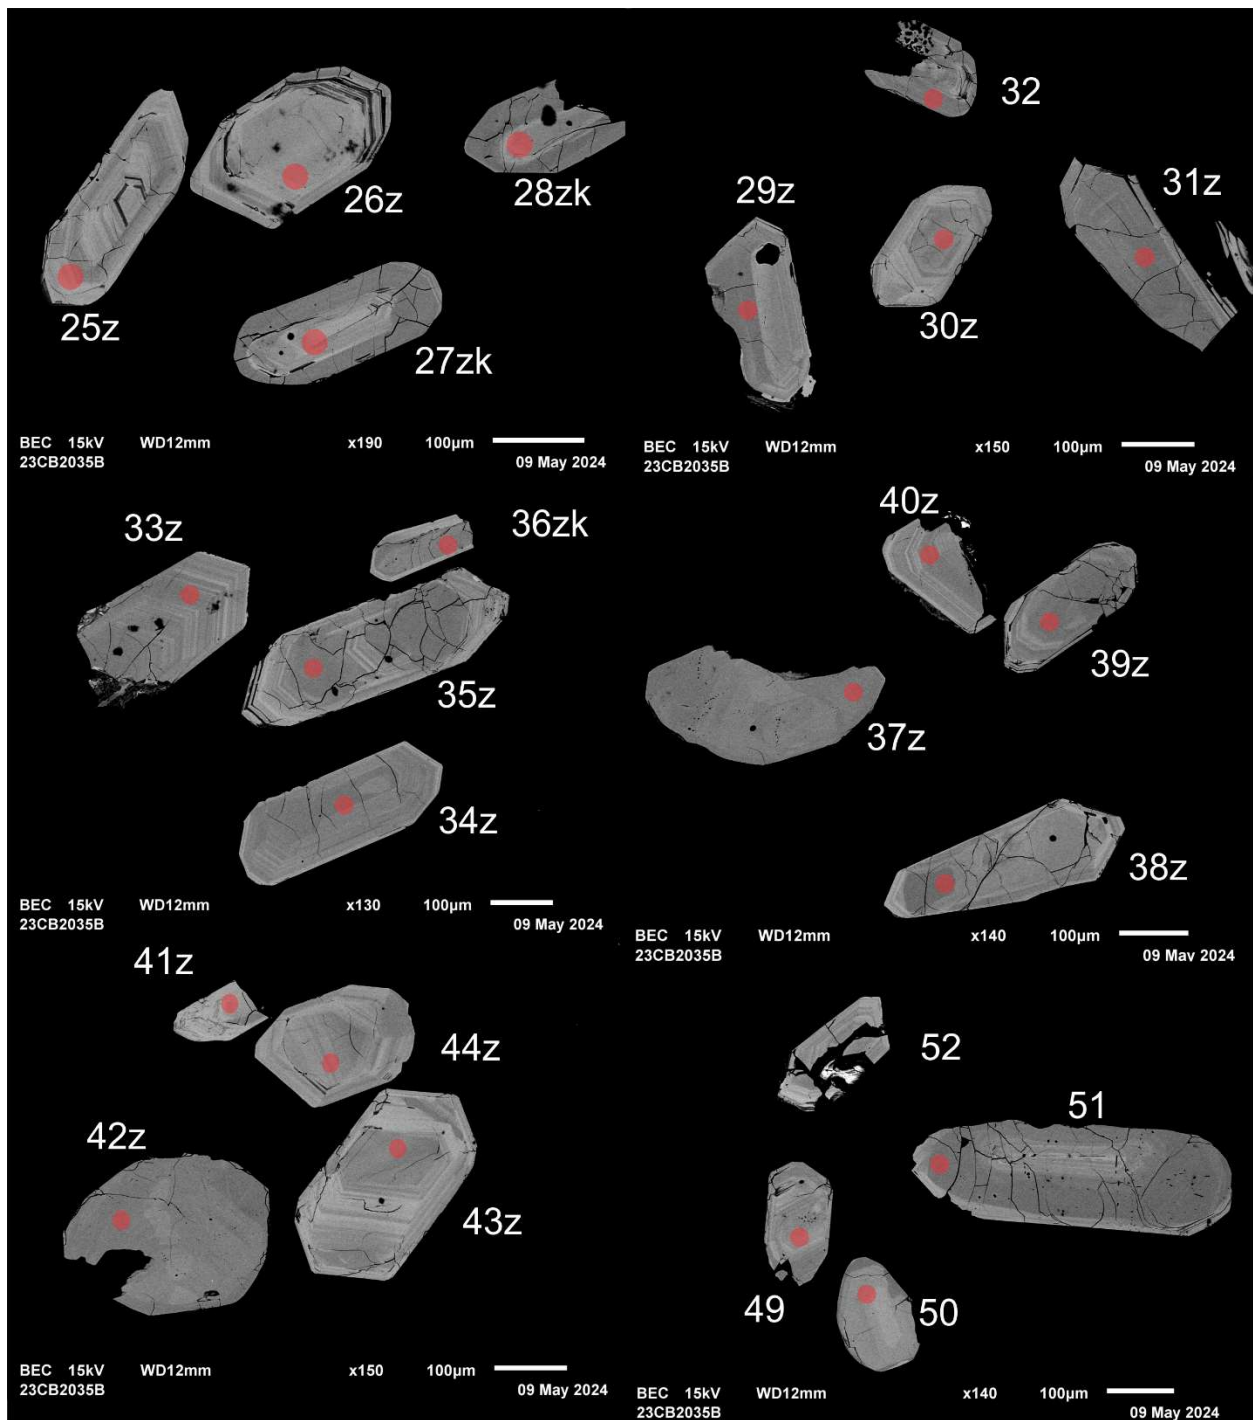 32
26z
28zk
29z
31z
25z
30z
27zk
BEC 15kV WD12mm x190 100µm
23CB2035B
09 May 2024
BEC 15kV WD12mm x150 100µm
23CB2035B
09 May 2024
33z
36zk
40z
39z
35z
37z
34z
38z
BEC 15kV WD12mm x130 100µm
23CB2035B
09 May 2024
BEC 15kV WD12mm x140 100µm
23CB2035B
09 May 2024
41z
44z
52
51
42z
43z
49
50
BEC 15kV WD12mm x150 100µm
23CB2035B
09 May 2024
BEC 15kV WD12mm x140 100µm
23CB2035B
09 May 2024